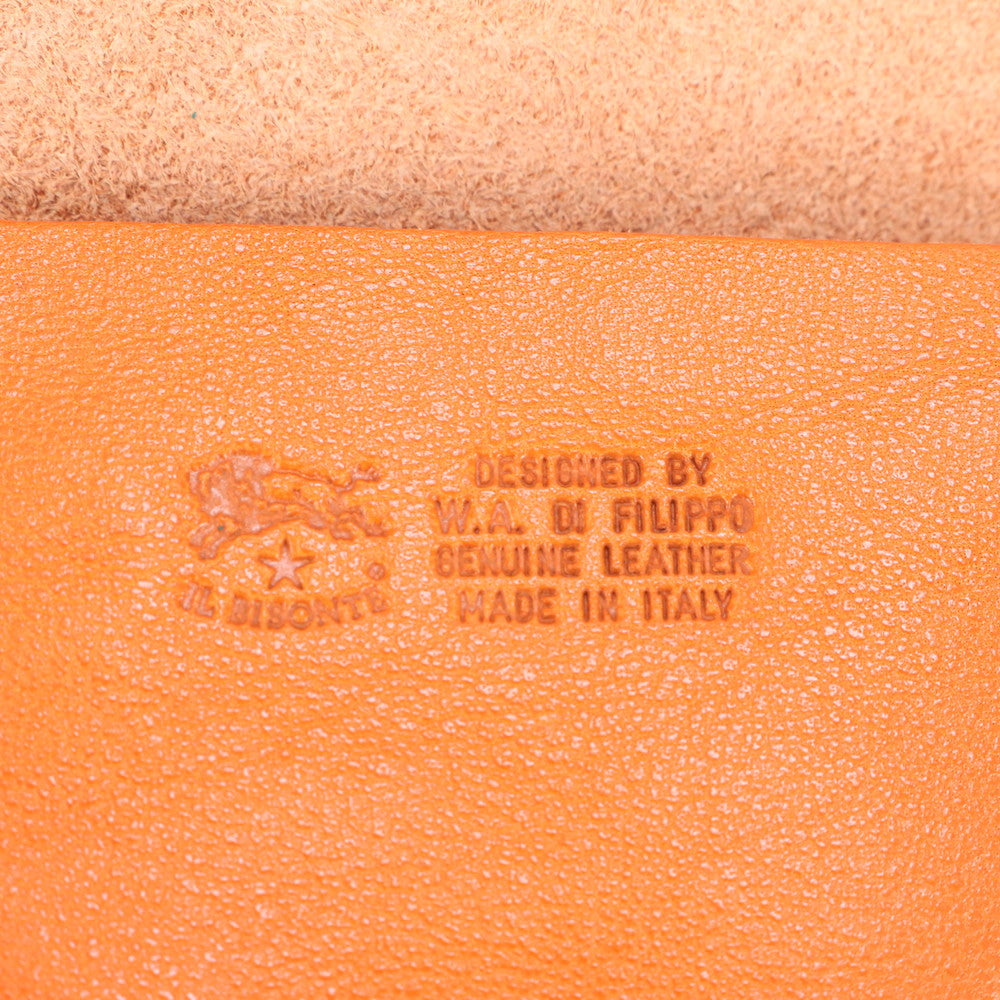 IL BISONTE®
DESIGNED BY
W.A. DI FILIPPO
GENUINE LEATHER
MADE IN ITALY